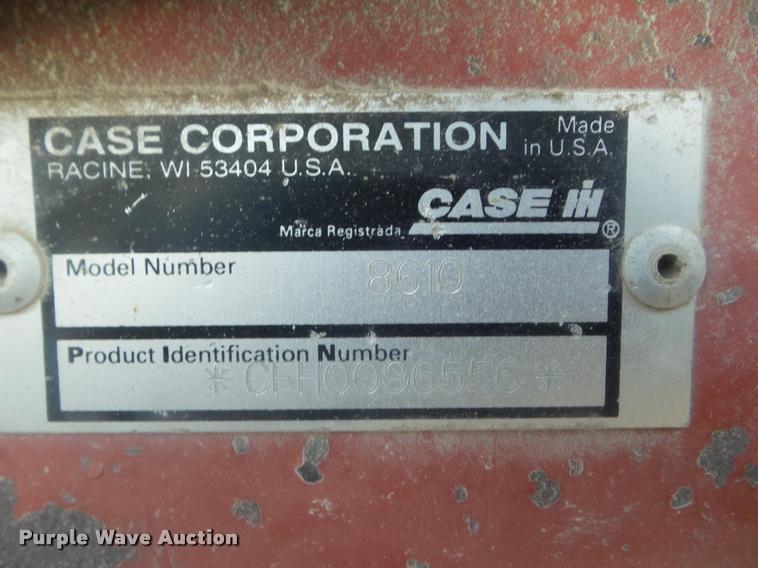 CASE CORPORATION
Made
in U.S.A.
RACINE, WI 53404 U.S.A.
CASE IH
Marca Registrada
®
Model Number
8610
Product Identification Number
*CFH0096556*
Purple Wave Auction